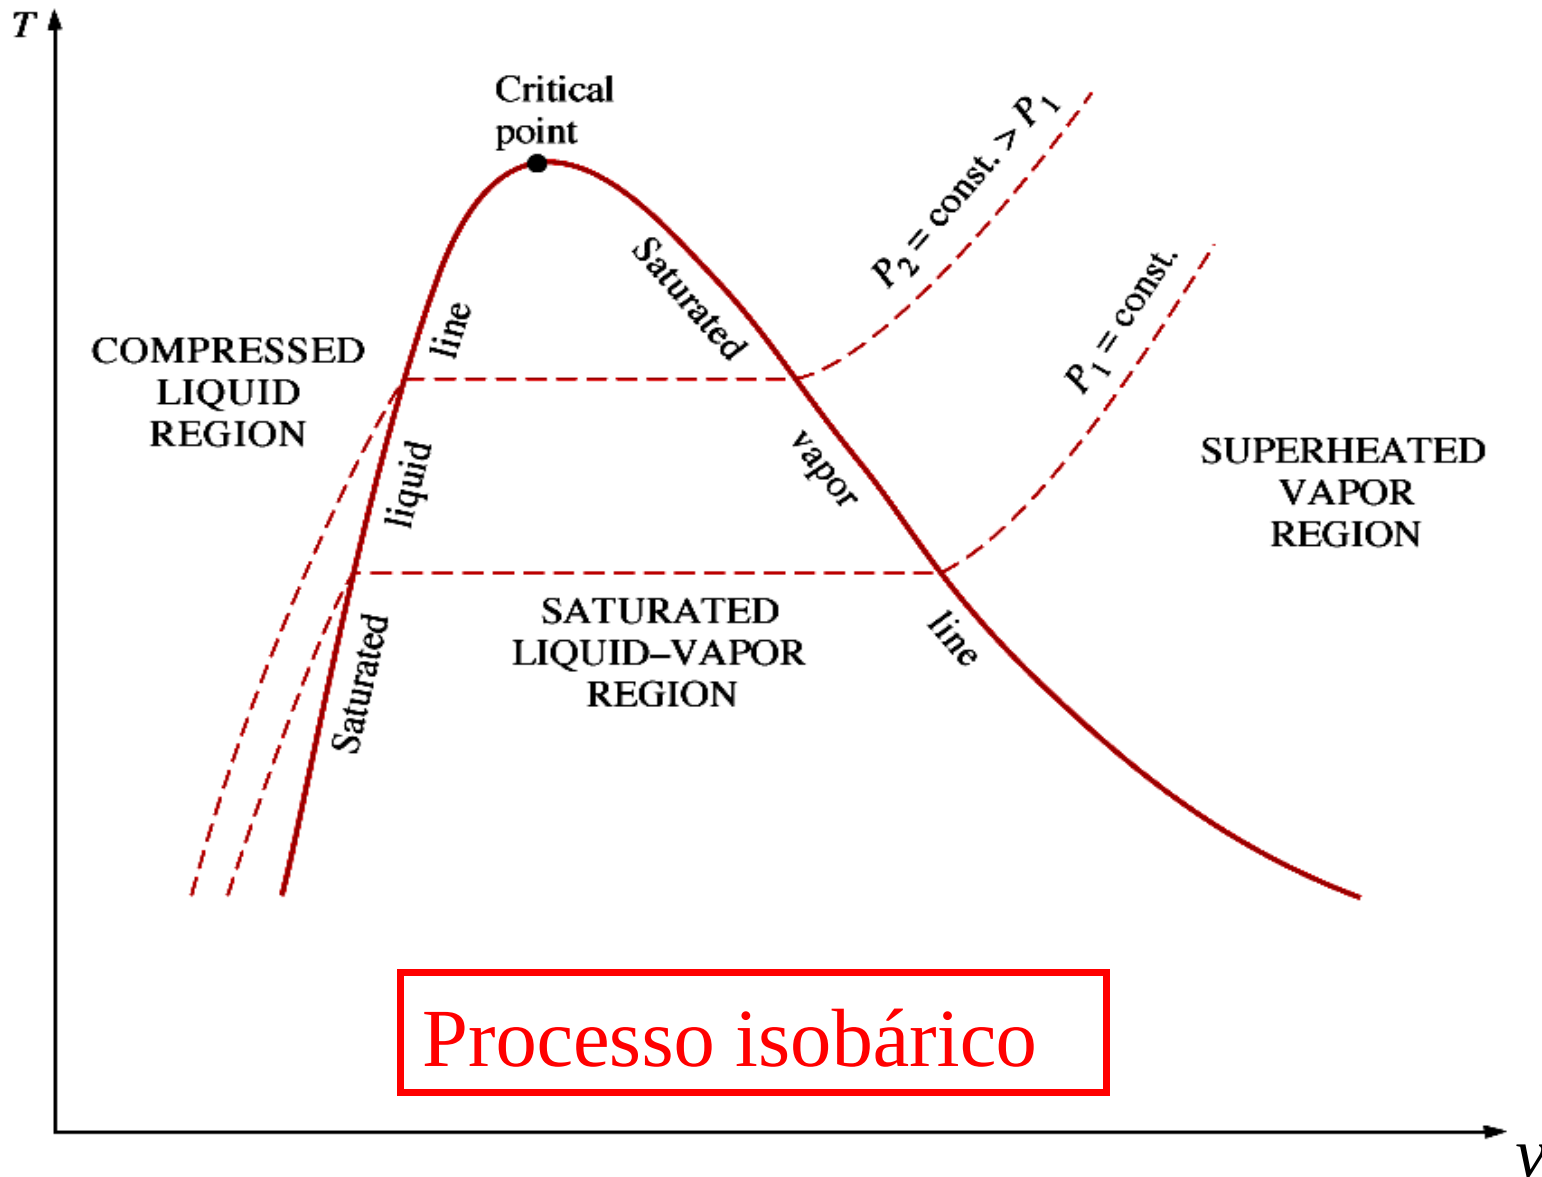 T
Critical
point
P2 = const. > P1
P1 = const.
Saturated
vapor
line
COMPRESSED
LIQUID
REGION
Saturated
liquid
line
SUPERHEATED
VAPOR
REGION
SATURATED
LIQUID–VAPOR
REGION
Processo isobárico
v